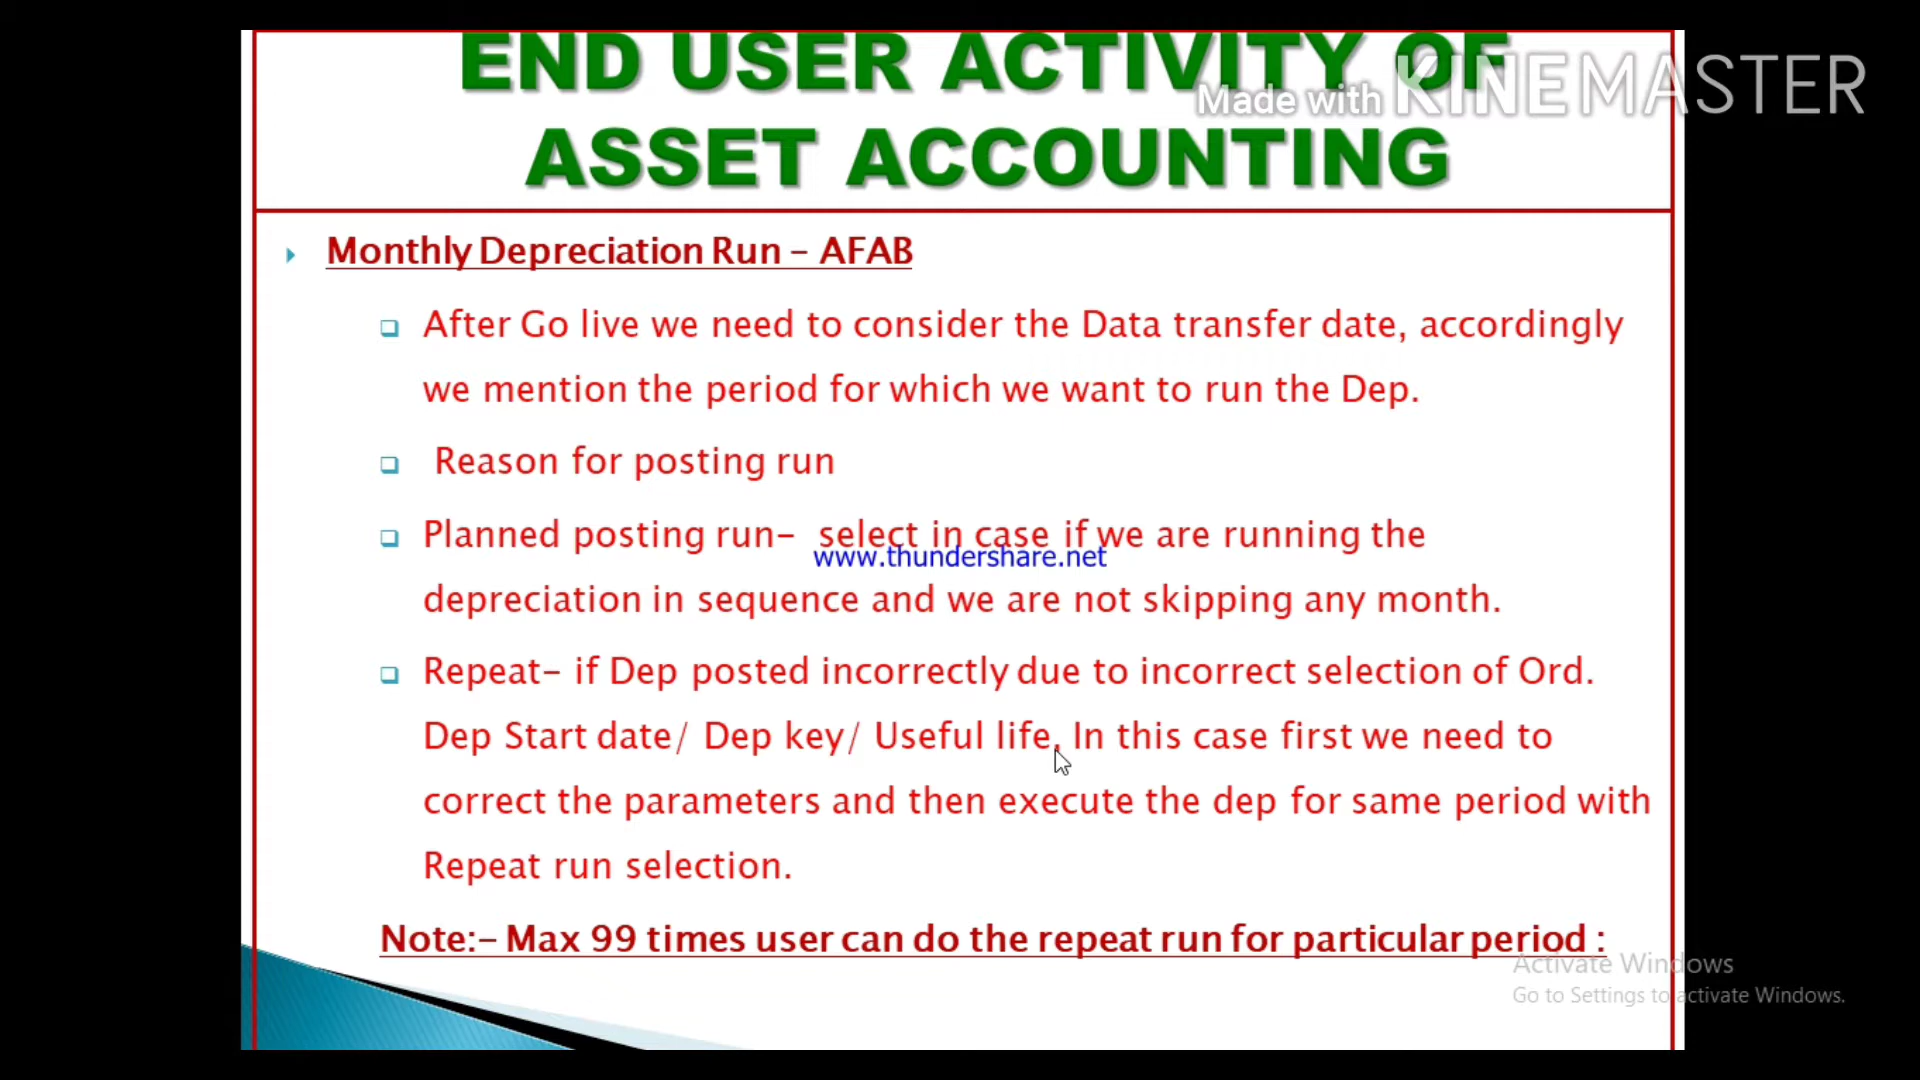 END USER ACTIVITY OF
Made with KINEMASTER
ASSET ACCOUNTING
Monthly Depreciation Run – AFAB
After Go live we need to consider the Data transfer date, accordingly
we mention the period for which we want to run the Dep.
Reason for posting run
Planned posting run– select in case if we are running the
www.thundershare.net
depreciation in sequence and we are not skipping any month.
Repeat– if Dep posted incorrectly due to incorrect selection of Ord.
Dep Start date/ Dep key/ Useful life. In this case first we need to
correct the parameters and then execute the dep for same period with
Repeat run selection.
Note:– Max 99 times user can do the repeat run for particular period :
Activate Windows
Go to Settings to activate Windows.